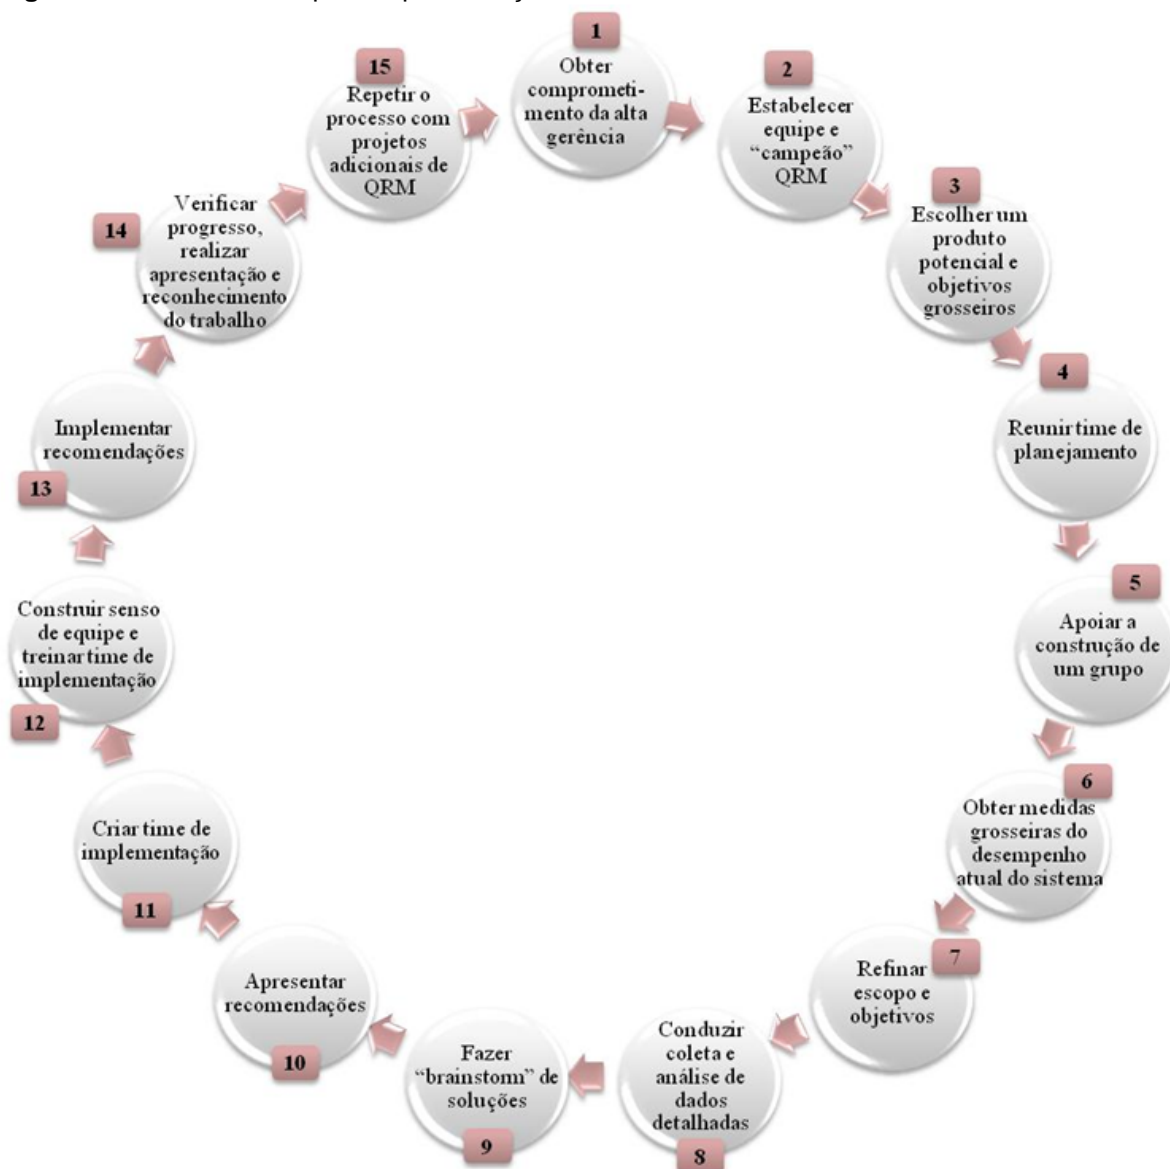 1
Obter
comprometi-
mento da alta
gerência
2
Estabelecer
equipe e
“campeão”
QRM
3
Escolher um
produto
potencial e
objetivos
grosseiros
4
Reunir time de
planejamento
5
Apoiar a
construção de
um grupo
6
Obter medidas
grosseiras do
desempenho
atual do sistema
7
Refinar
escopo e
objetivos
Conduzir
coleta e
análise de
dados
detalhadas
8
Fazer
“brainstorm” de
soluções
9
Apresentar
recomendações
10
Criar time de
implementação
11
Construir senso
de equipe e
treinar time de
implementação
12
Implementar
recomendações
13
14
Verificar
progresso,
realizar
apresentação e
reconhecimento
do trabalho
15
Repetir o
processo com
projetos
adicionais de
QRM